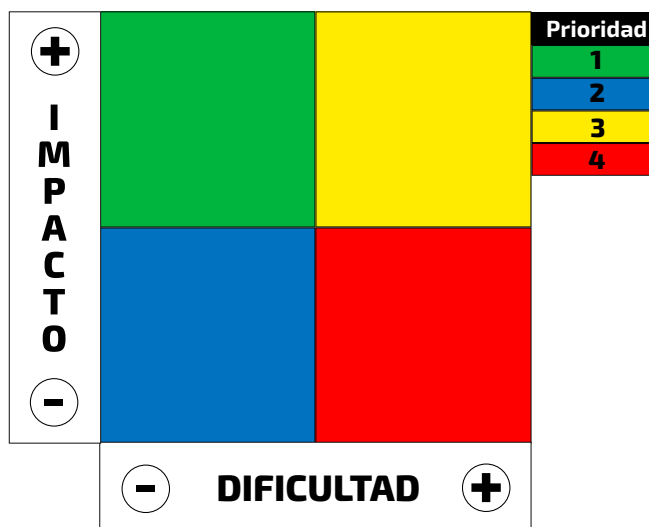 Prioridad
1
2
3
4
+
IMPACTO
-
- DIFICULTAD +